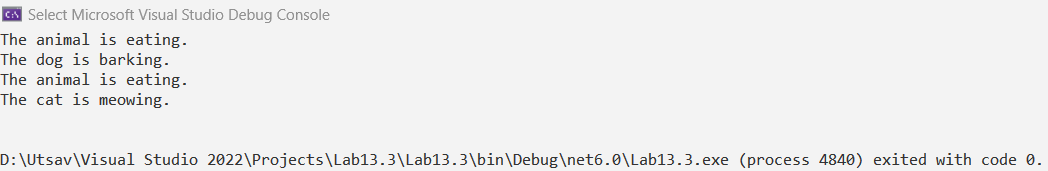 Select Microsoft Visual Studio Debug Console
The animal is eating.
The dog is barking.
The animal is eating.
The cat is meowing.
D:\Utsav\Visual Studio 2022\Projects\Lab13.3\Lab13.3\bin\Debug\net6.0\Lab13.3.exe (process 4840) exited with code 0.